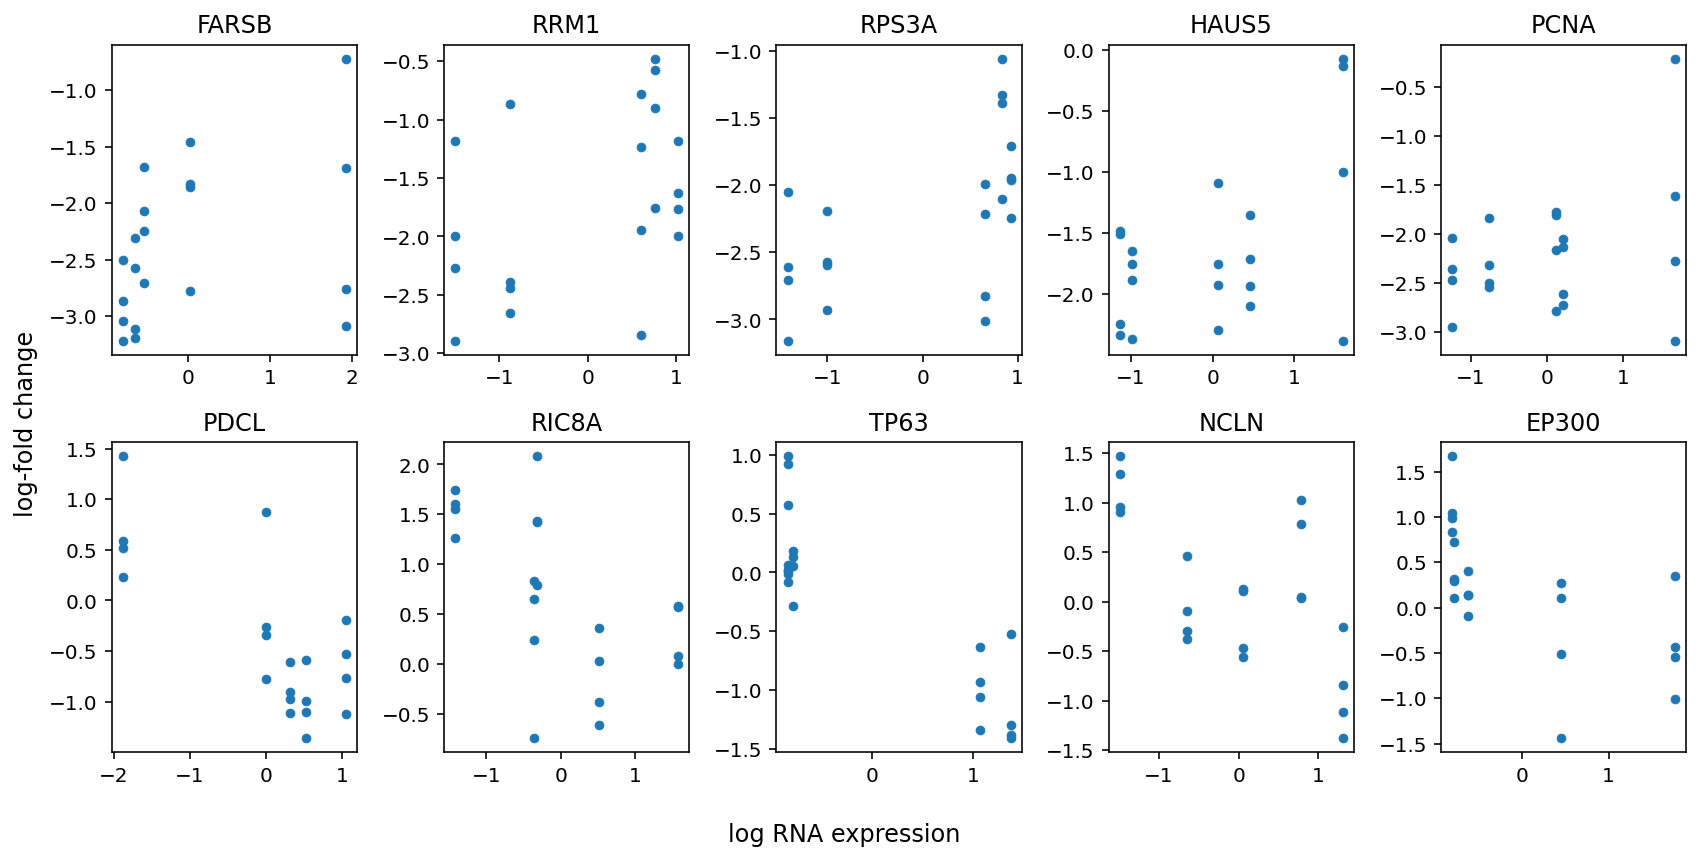 FARSB RRM1 RPS3A HAUS5 PCNA
−1.0 −1.5 −2.0 −2.5 −3.0
−0.5 −1.0 −1.5 −2.0 −2.5 −3.0
−1.0 −1.5 −2.0 −2.5 −3.0
0.0 −0.5 −1.0 −1.5 −2.0
−0.5 −1.0 −1.5 −2.0 −2.5 −3.0
0 1 2 −1 0 1 −1 0 1 −1 0 1 −1 0 1
log-fold change
PDCL RIC8A TP63 NCLN EP300
1.5 1.0 0.5 0.0 −0.5 −1.0
2.0 1.5 1.0 0.5 0.0 −0.5
1.0 0.5 0.0 −0.5 −1.0 −1.5
1.5 1.0 0.5 0.0 −0.5 −1.0 −1.5
1.5 1.0 0.5 0.0 −0.5 −1.0 −1.5
−2 −1 0 1 −1 0 1 0 1 −1 0 1 0 1
log RNA expression